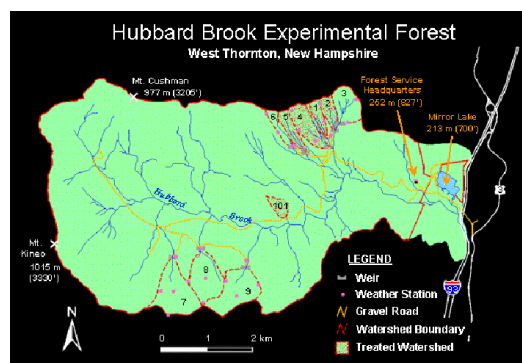 Hubbard Brook Experimental Forest
West Thornton, New Hampshire
Mt. Cushman
977 m (3205')
Forest Service
Headquarters
252 m (827')
Mirror Lake
213 m (700')
6
5
4
1
2
3
101
Hubbard
Brook
Mt.
Kineo
1015 m
(3330')
7
8
9
N
0
1
2 km
LEGEND
Weir
Weather Station
Gravel Road
Watershed Boundary
Treated Watershed
93